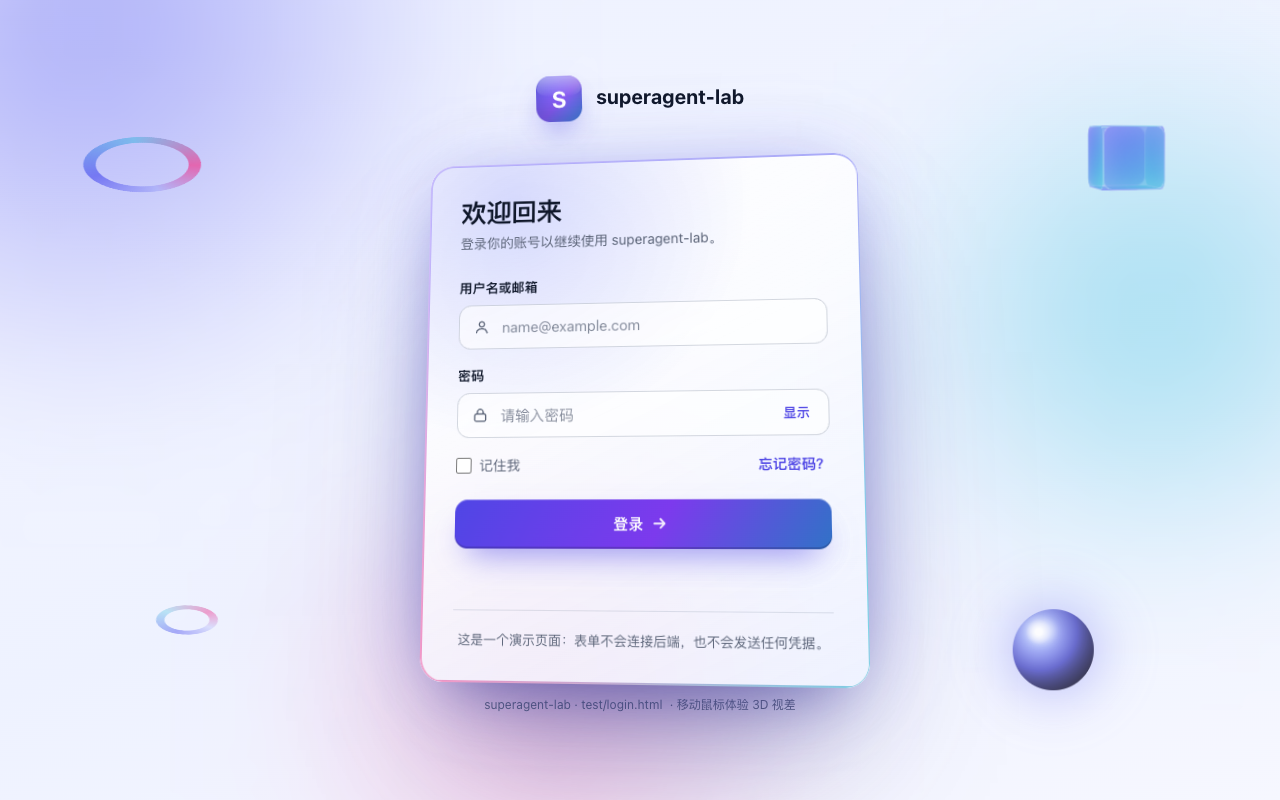 S superagent-lab
欢迎回来
登录你的账号以继续使用 superagent-lab。
用户名或邮箱
name@example.com
密码
请输入密码 显示
记住我 忘记密码?
登录 →
这是一个演示页面：表单不会连接后端，也不会发送任何凭据。
superagent-lab · test/login.html · 移动鼠标体验 3D 视差